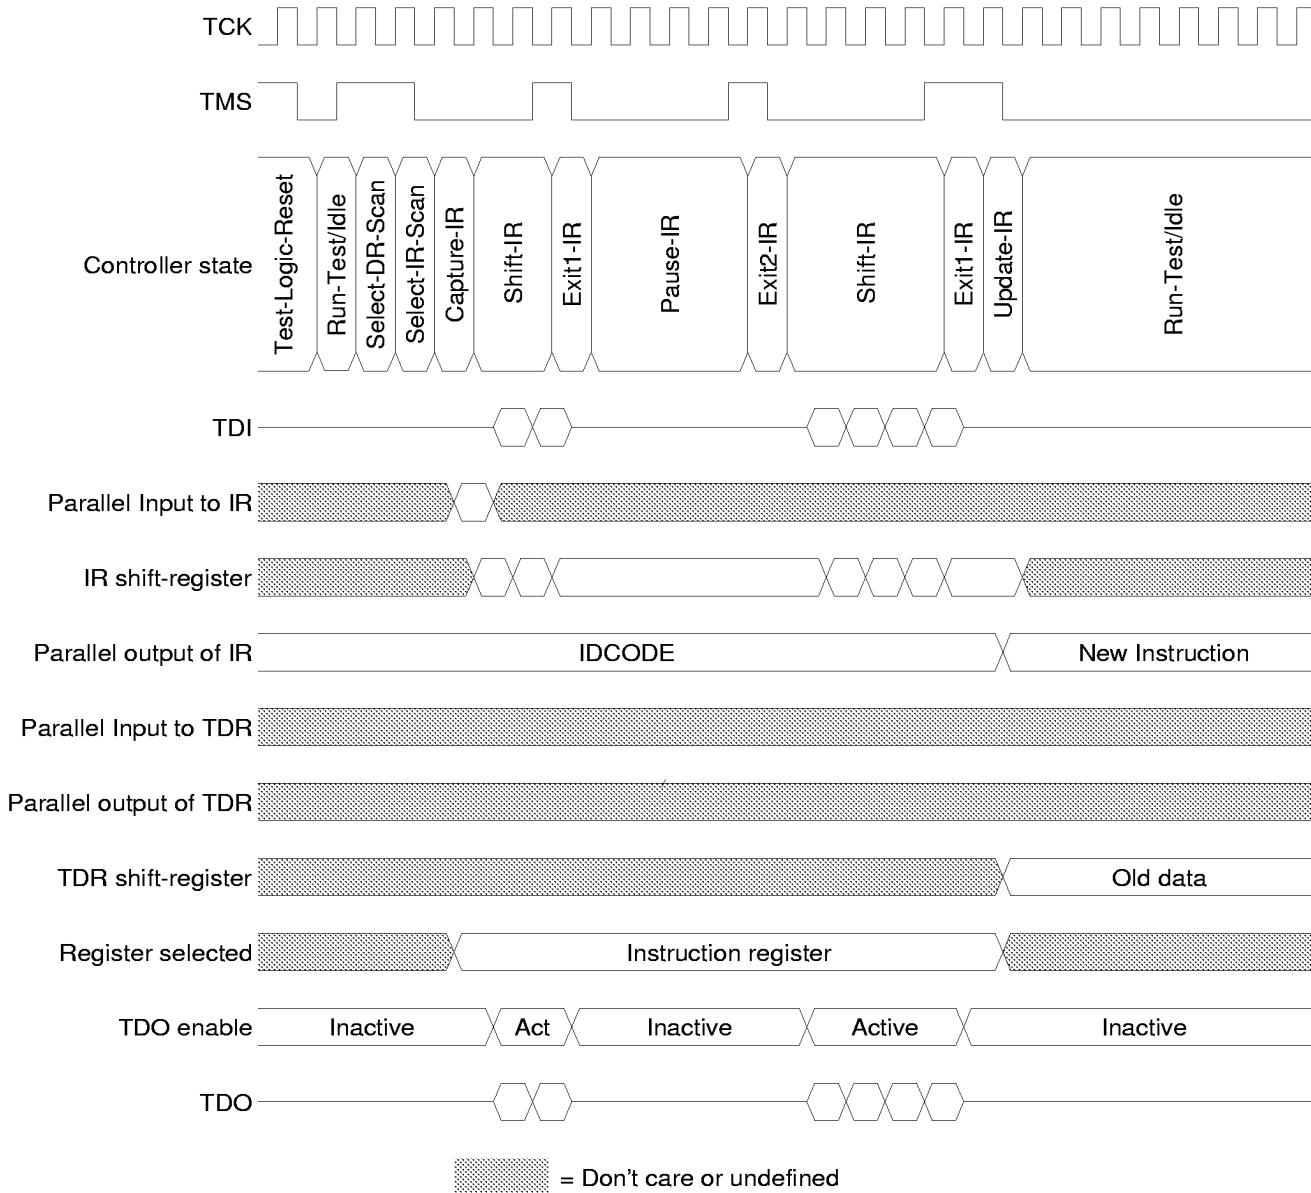 TCK
TMS
Controller state
Test-Logic-Reset
Run-Test/Idle
Select-DR-Scan
Select-IR-Scan
Capture-IR
Shift-IR
Exit1-IR
Pause-IR
Exit2-IR
Shift-IR
Exit1-IR
Update-IR
Run-Test/Idle
TDI
Parallel Input to IR
IR shift-register
Parallel output of IR
IDCODE
New Instruction
Parallel Input to TDR
Parallel output of TDR
TDR shift-register
Old data
Register selected
Instruction register
TDO enable
Inactive
Act
Inactive
Active
Inactive
TDO
= Don't care or undefined